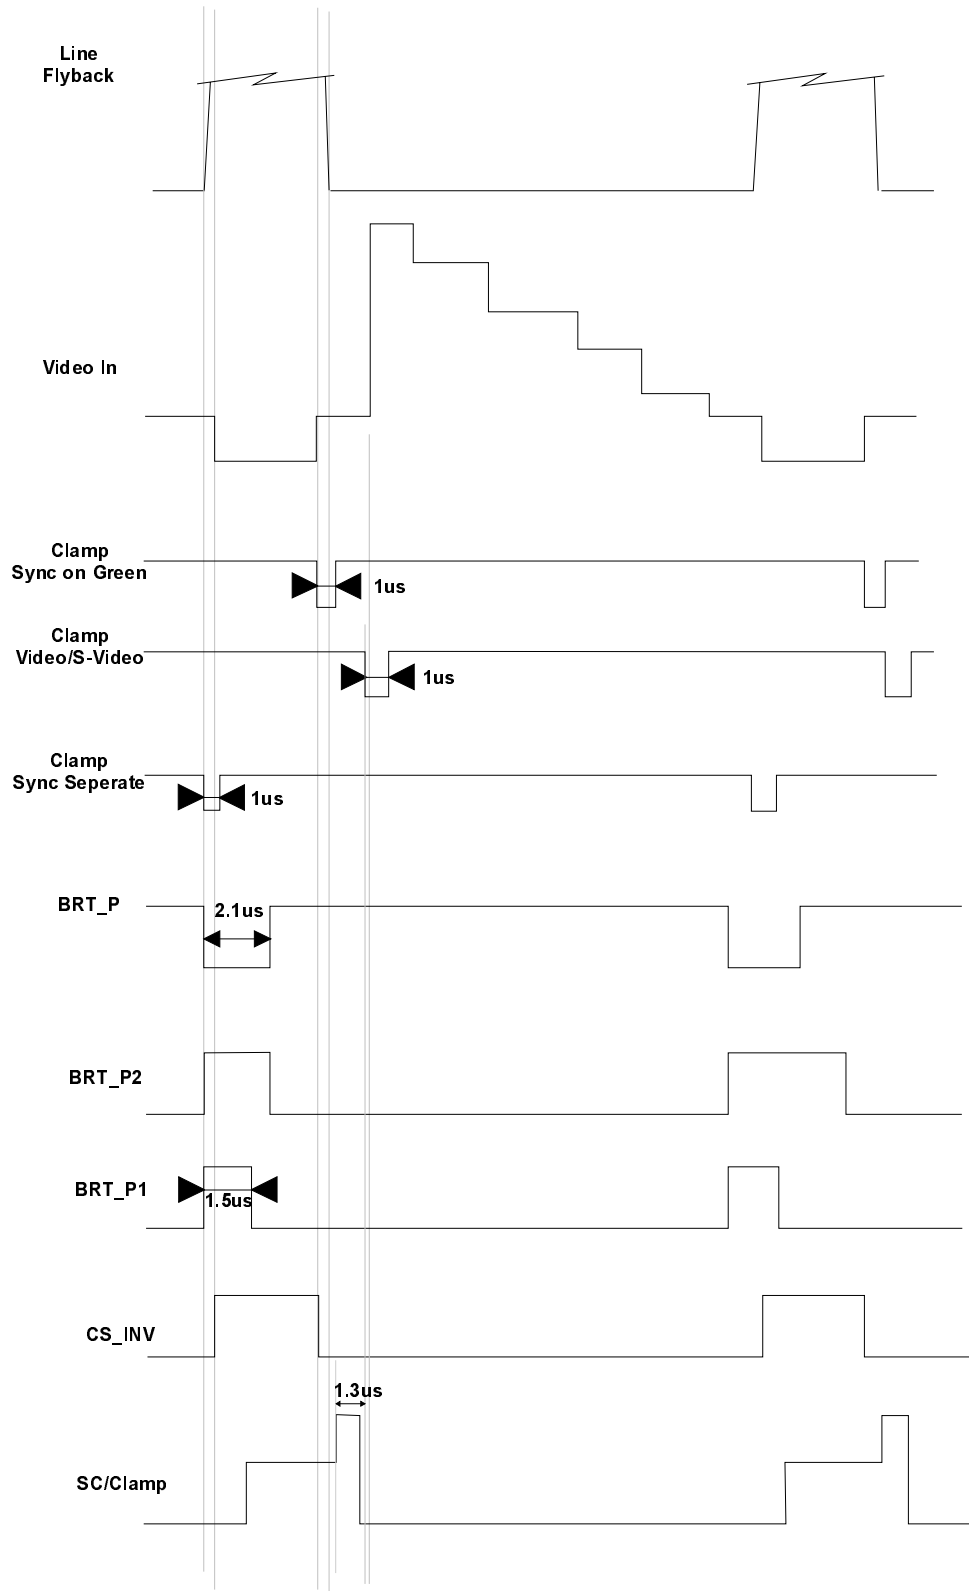 Line
Flyback
Video In
Clamp
Sync on Green
1us
Clamp
Video/S-Video
1us
Clamp
Sync Seperate
1us
BRT_P
2.1us
BRT_P2
BRT_P1
1.5us
CS_INV
1.3us
SC/Clamp